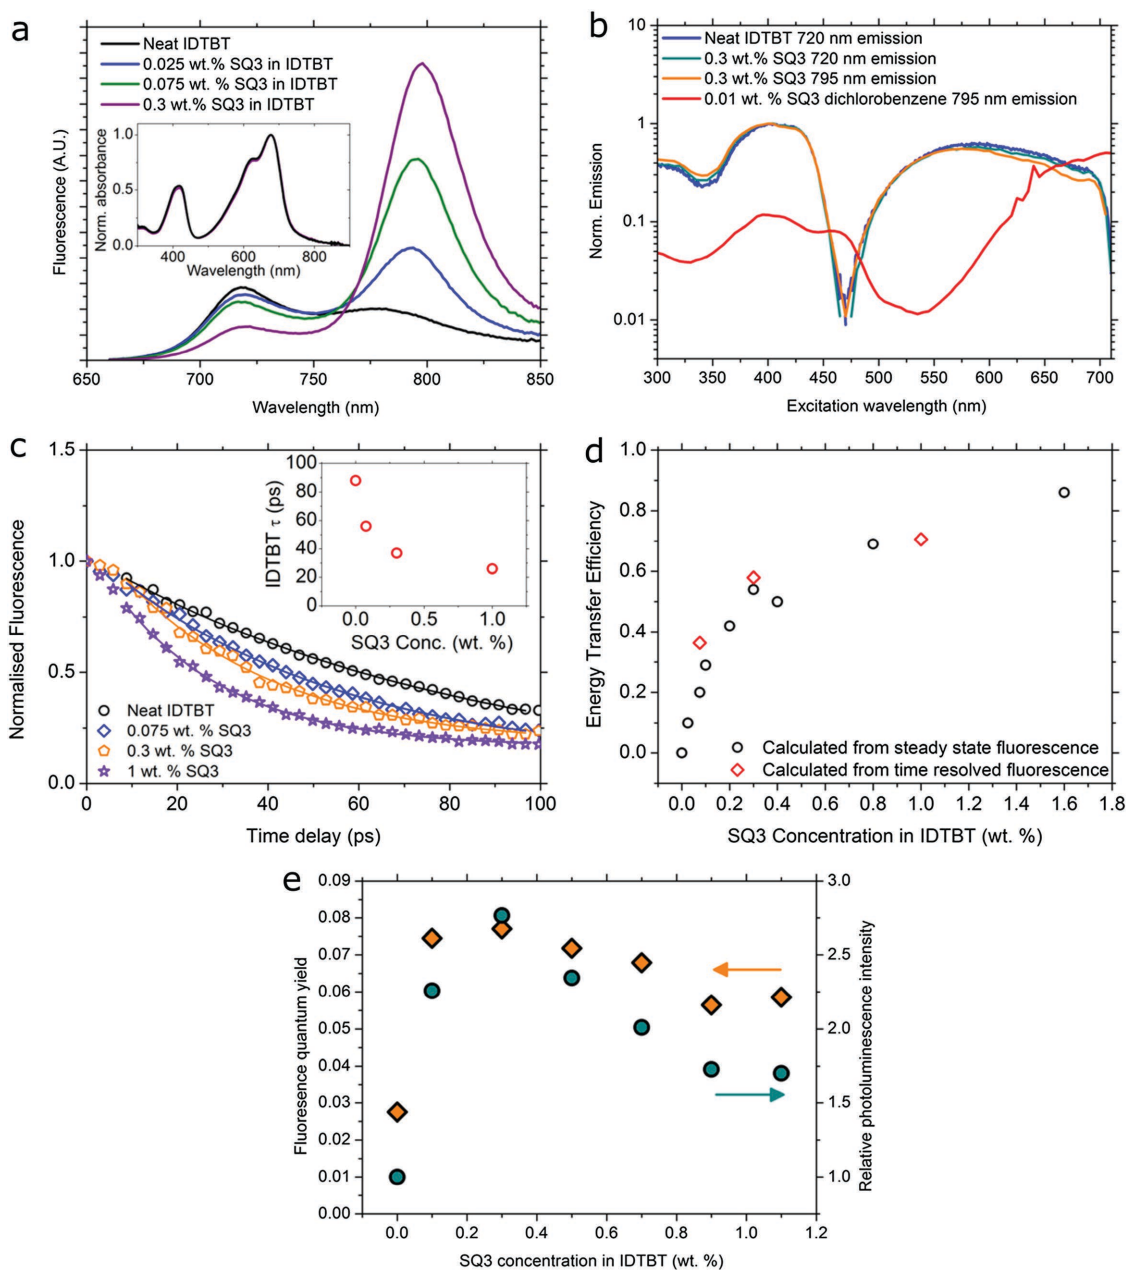 a
Neat IDTBT
0.025 wt.% SQ3 in IDTBT
0.075 wt. % SQ3 in IDTBT
0.3 wt.% SQ3 in IDTBT
Fluorescence (A.U.)
Norm. absorbance
1.0
0.5
0.0
400 600 800
Wavelength (nm)
650 700 750 800 850
Wavelength (nm)
b
Neat IDTBT 720 nm emission
0.3 wt.% SQ3 720 nm emission
0.3 wt.% SQ3 795 nm emission
0.01 wt. % SQ3 dichlorobenzene 795 nm emission
Norm. Emission
10
1
0.1
0.01
300 350 400 450 500 550 600 650 700
Excitation wavelength (nm)
c
Normalised Fluorescence
1.5
1.0
0.5
0.0
IDTBT τ (ps)
100
80
60
40
20
0
0.0 0.5 1.0
SQ3 Conc. (wt. %)
Neat IDTBT
0.075 wt. % SQ3
0.3 wt. % SQ3
1 wt. % SQ3
0 20 40 60 80 100
Time delay (ps)
d
Energy Transfer Efficiency
1.0
0.8
0.6
0.4
0.2
0.0
Calculated from steady state fluorescence
Calculated from time resolved fluorescence
0.0 0.2 0.4 0.6 0.8 1.0 1.2 1.4 1.6 1.8
SQ3 Concentration in IDTBT (wt. %)
e
Fluoresence quantum yield
0.09
0.08
0.07
0.06
0.05
0.04
0.03
0.02
0.01
0.00
3.0
2.5
2.0
1.5
1.0
Relative photoluminescence intensity
0.0 0.2 0.4 0.6 0.8 1.0 1.2
SQ3 concentration in IDTBT (wt. %)